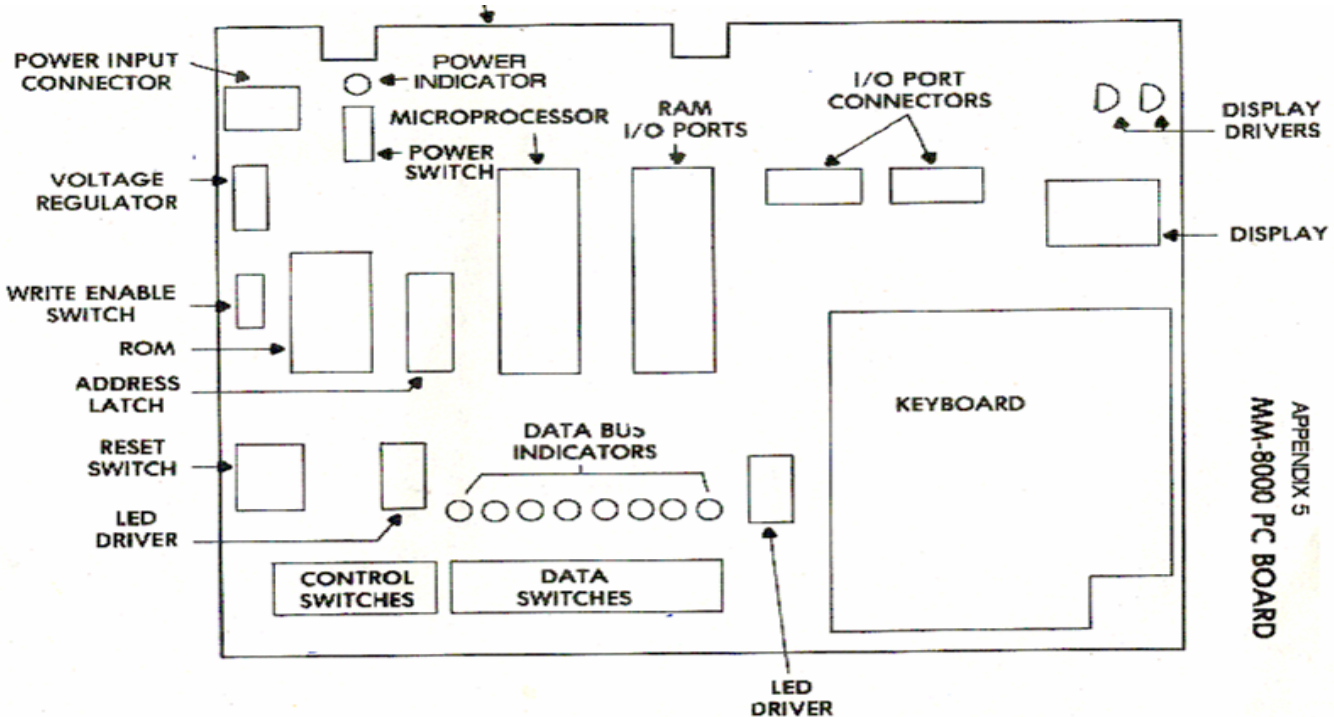 POWER INPUT
CONNECTOR
POWER
INDICATOR
MICROPROCESSOR
POWER
SWITCH
RAM
I/O PORTS
I/O PORT
CONNECTORS
DISPLAY
DRIVERS
VOLTAGE
REGULATOR
DISPLAY
WRITE ENABLE
SWITCH
ROM
ADDRESS
LATCH
KEYBOARD
RESET
SWITCH
DATA BUS
INDICATORS
LED
DRIVER
CONTROL
SWITCHES
DATA
SWITCHES
LED
DRIVER
APPENDIX 5
MM-8000 PC BOARD